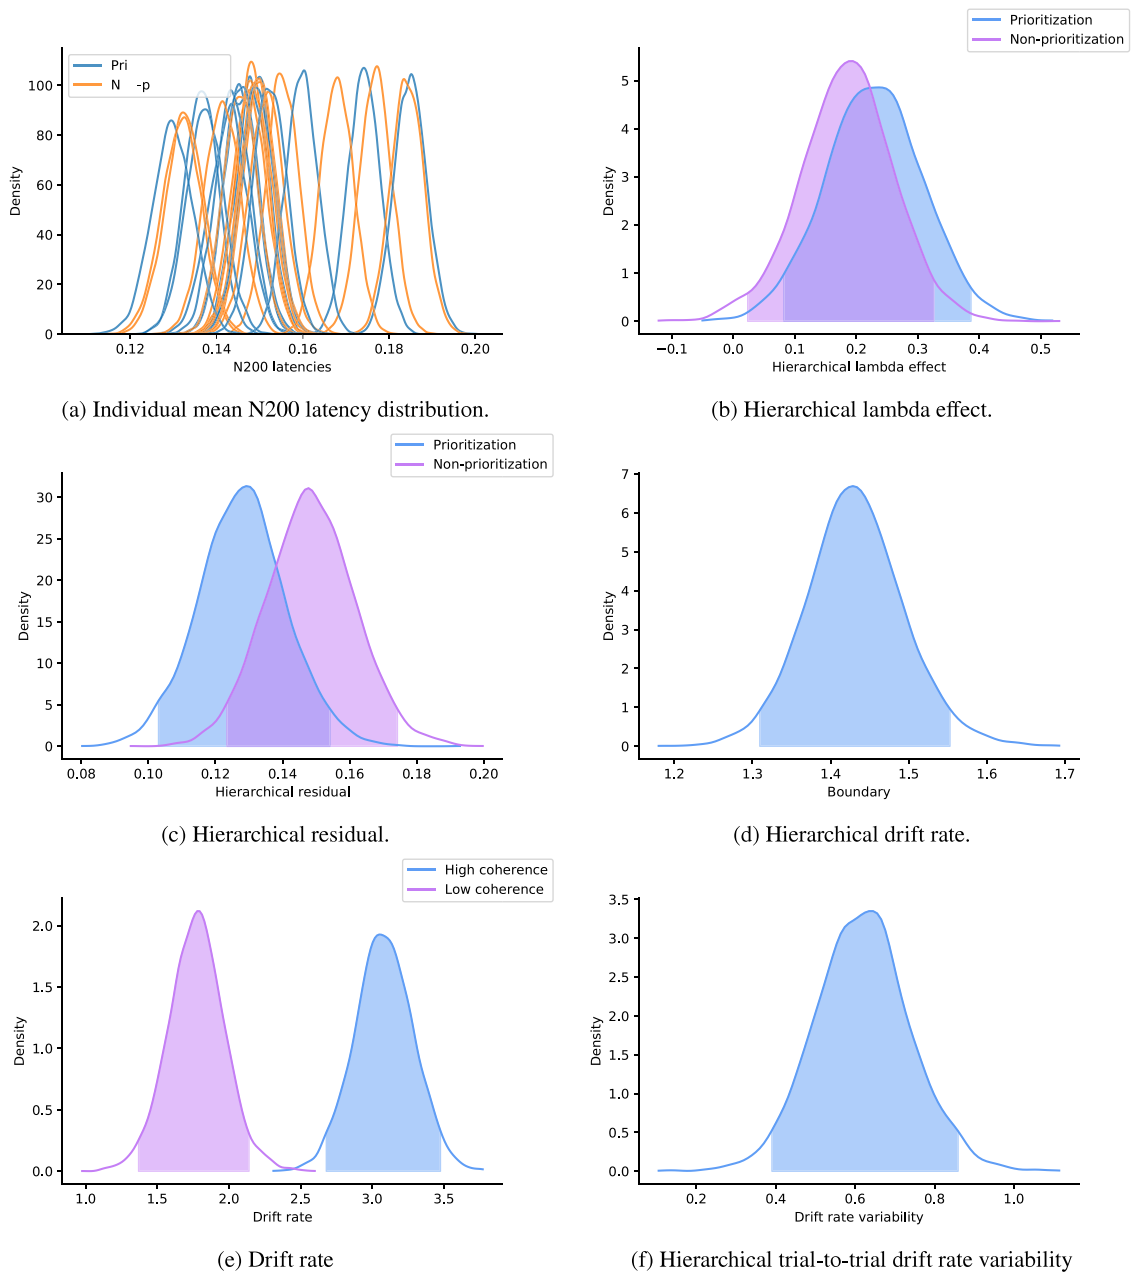 Prioritization
Non-prioritization
Pri
N -p
Density
100
80
60
40
20
0
0.12 0.14 0.16 0.18 0.20
N200 latencies
(a) Individual mean N200 latency distribution.
Density
5
4
3
2
1
0
−0.1 0.0 0.1 0.2 0.3 0.4 0.5
Hierarchical lambda effect
(b) Hierarchical lambda effect.
Prioritization
Non-prioritization
Density
30
25
20
15
10
5
0
0.08 0.10 0.12 0.14 0.16 0.18 0.20
Hierarchical residual
(c) Hierarchical residual.
Density
7
6
5
4
3
2
1
0
1.2 1.3 1.4 1.5 1.6 1.7
Boundary
(d) Hierarchical drift rate.
High coherence
Low coherence
Density
2.0
1.5
1.0
0.5
0.0
1.0 1.5 2.0 2.5 3.0 3.5
Drift rate
(e) Drift rate
Density
3.5
3.0
2.5
2.0
1.5
1.0
0.5
0.0
0.2 0.4 0.6 0.8 1.0
Drift rate variability
(f) Hierarchical trial-to-trial drift rate variability